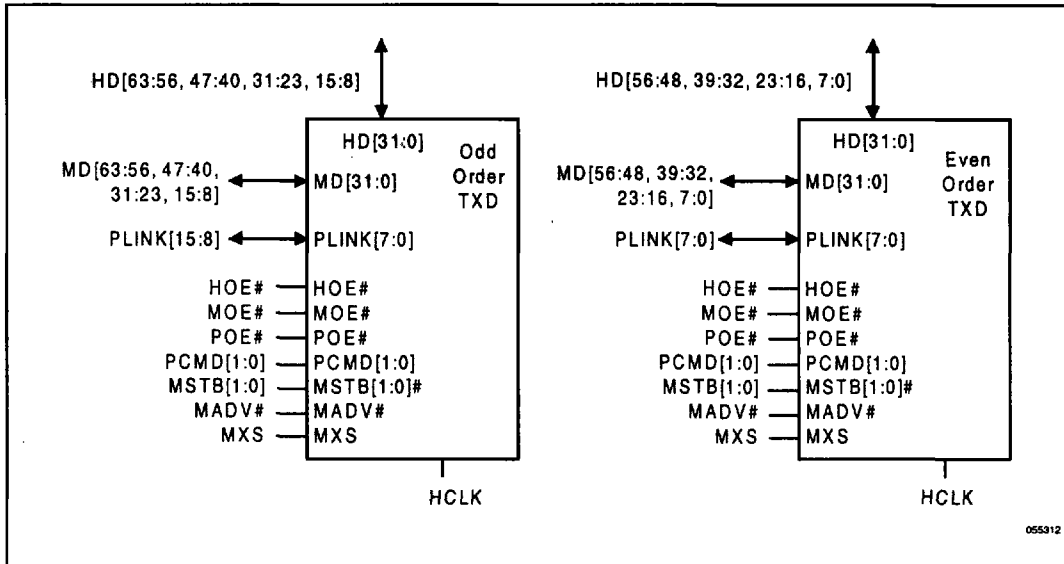 HD[63:56, 47:40, 31:23, 15:8]
HD[31:0]
Odd
Order
TXD
MD[63:56, 47:40,
31:23, 15:8]
MD[31:0]
PLINK[15:8]
PLINK[7:0]
HOE#
HOE#
MOE#
MOE#
POE#
POE#
PCMD[1:0]
PCMD[1:0]
MSTB[1:0]
MSTB[1:0]#
MADV#
MADV#
MXS
MXS
HCLK
HD[56:48, 39:32, 23:16, 7:0]
HD[31:0]
Even
Order
TXD
MD[56:48, 39:32,
23:16, 7:0]
MD[31:0]
PLINK[7:0]
PLINK[7:0]
HOE#
HOE#
MOE#
MOE#
POE#
POE#
PCMD[1:0]
PCMD[1:0]
MSTB[1:0]
MSTB[1:0]#
MADV#
MADV#
MXS
MXS
HCLK
055312